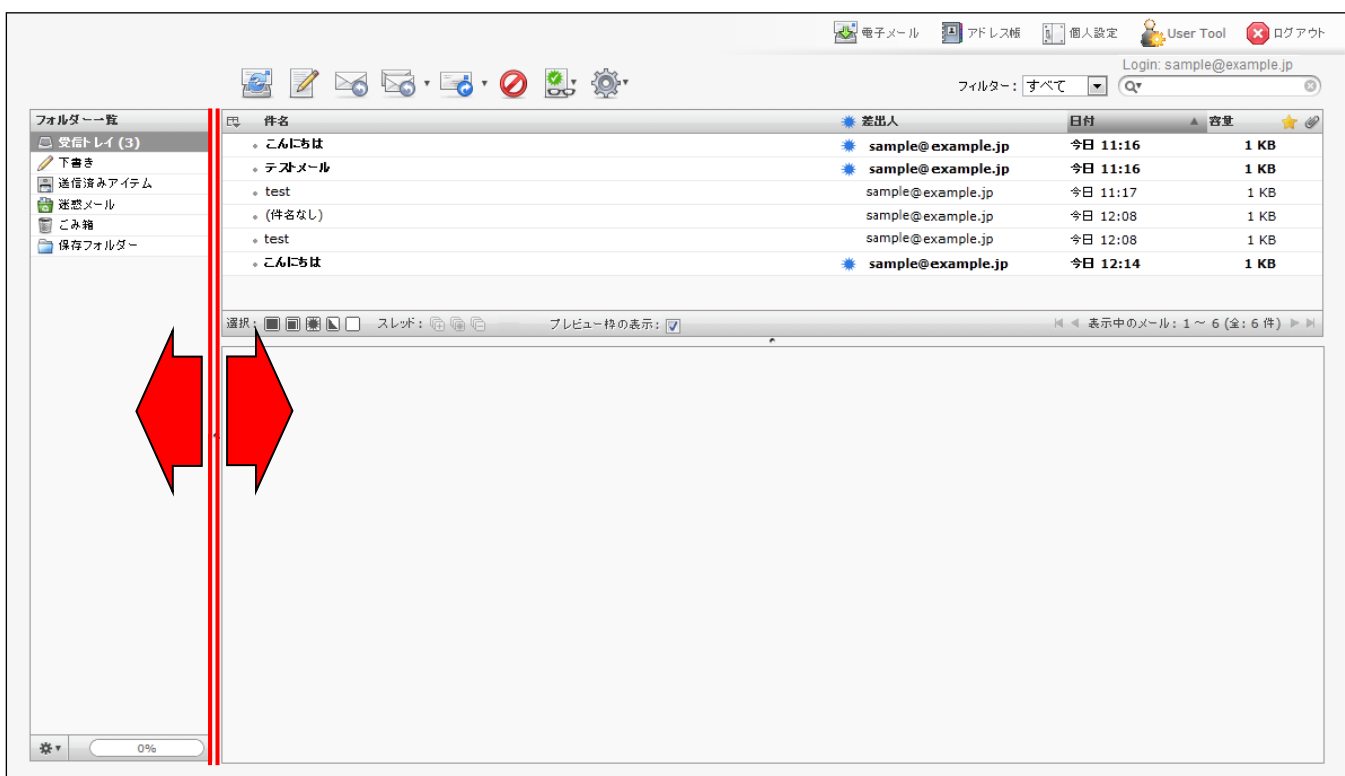 電子メール アドレス帳 個人設定 User Tool ログアウト
Login: sample@example.jp
フィルター: すべて
フォルダー一覧
受信トレイ (3)
下書き
送信済みアイテム
迷惑メール
ごみ箱
保存フォルダー
件名 差出人 日付 容量
こんにちは sample@example.jp 今日 11:16 1 KB
テストメール sample@example.jp 今日 11:16 1 KB
test sample@example.jp 今日 11:17 1 KB
(件名なし) sample@example.jp 今日 12:08 1 KB
test sample@example.jp 今日 12:08 1 KB
こんにちは sample@example.jp 今日 12:14 1 KB
選択: スレッド: プレビュー枠の表示: 表示中のメール: 1 ～ 6 (全: 6 件)
0%